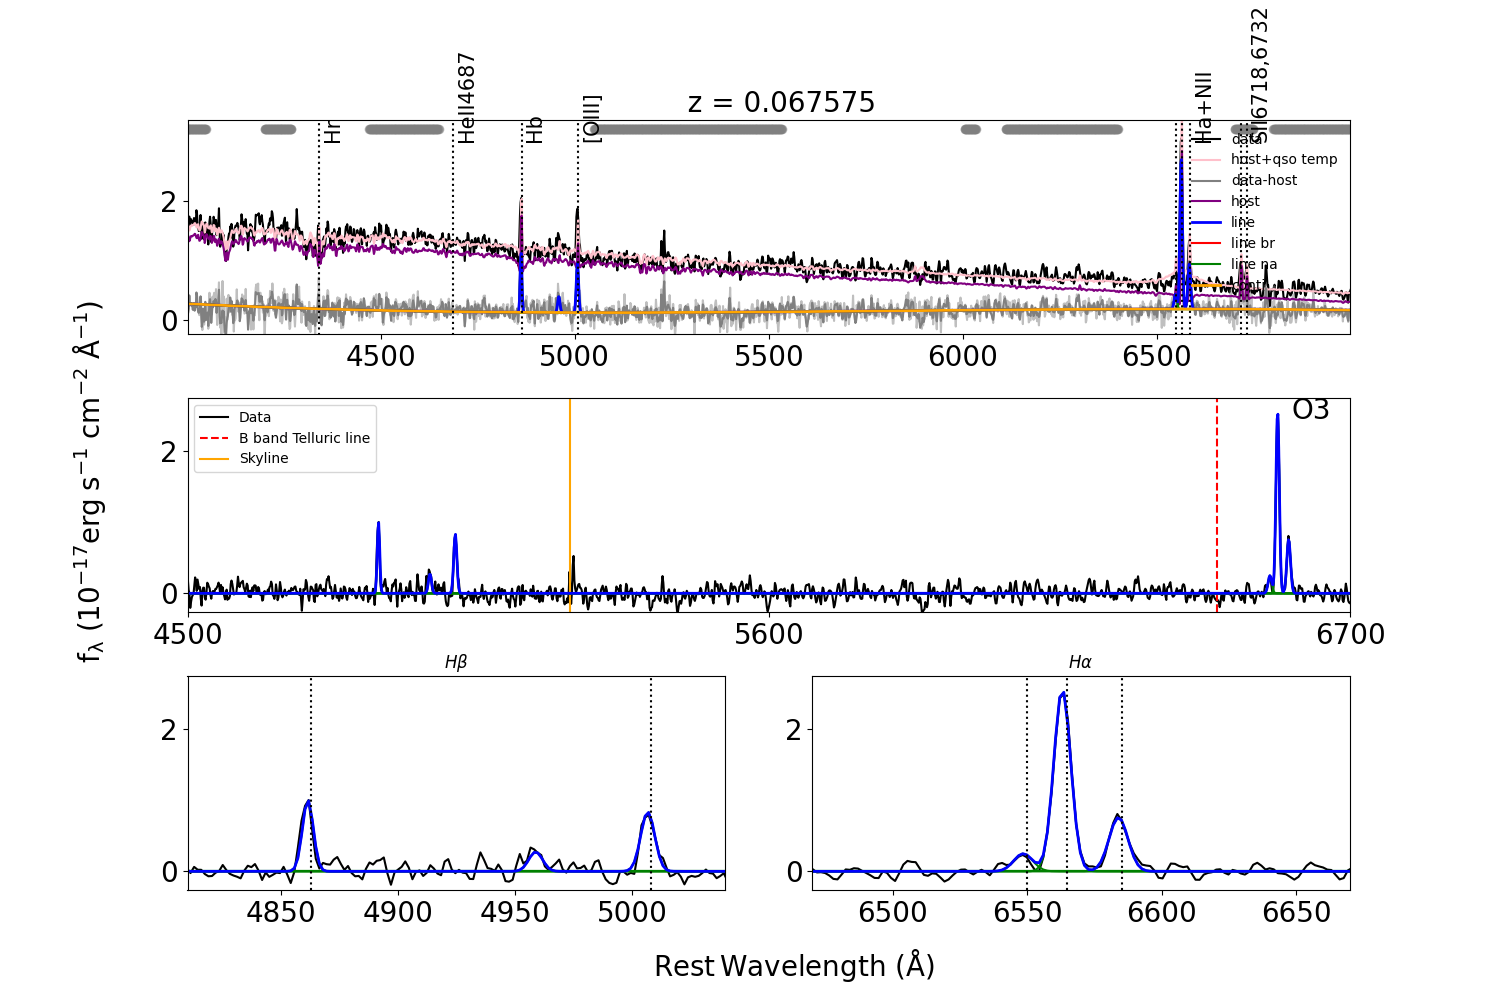 z = 0.067575
Hr
HeII4687
Hb
[OIII]
Ha+NII
SII6718,6732
data
host+qso temp
data-host
host
line
line br
line na
conti
2
0
4500 5000 5500 6000 6500
Data
B band Telluric line
Skyline
O3
2
0
4500 5600 6700
fλ (10−17erg s−1 cm−2 Å−1)
Hβ
2
0
4850 4900 4950 5000
Hα
2
0
6500 6550 6600 6650
Rest Wavelength (Å)